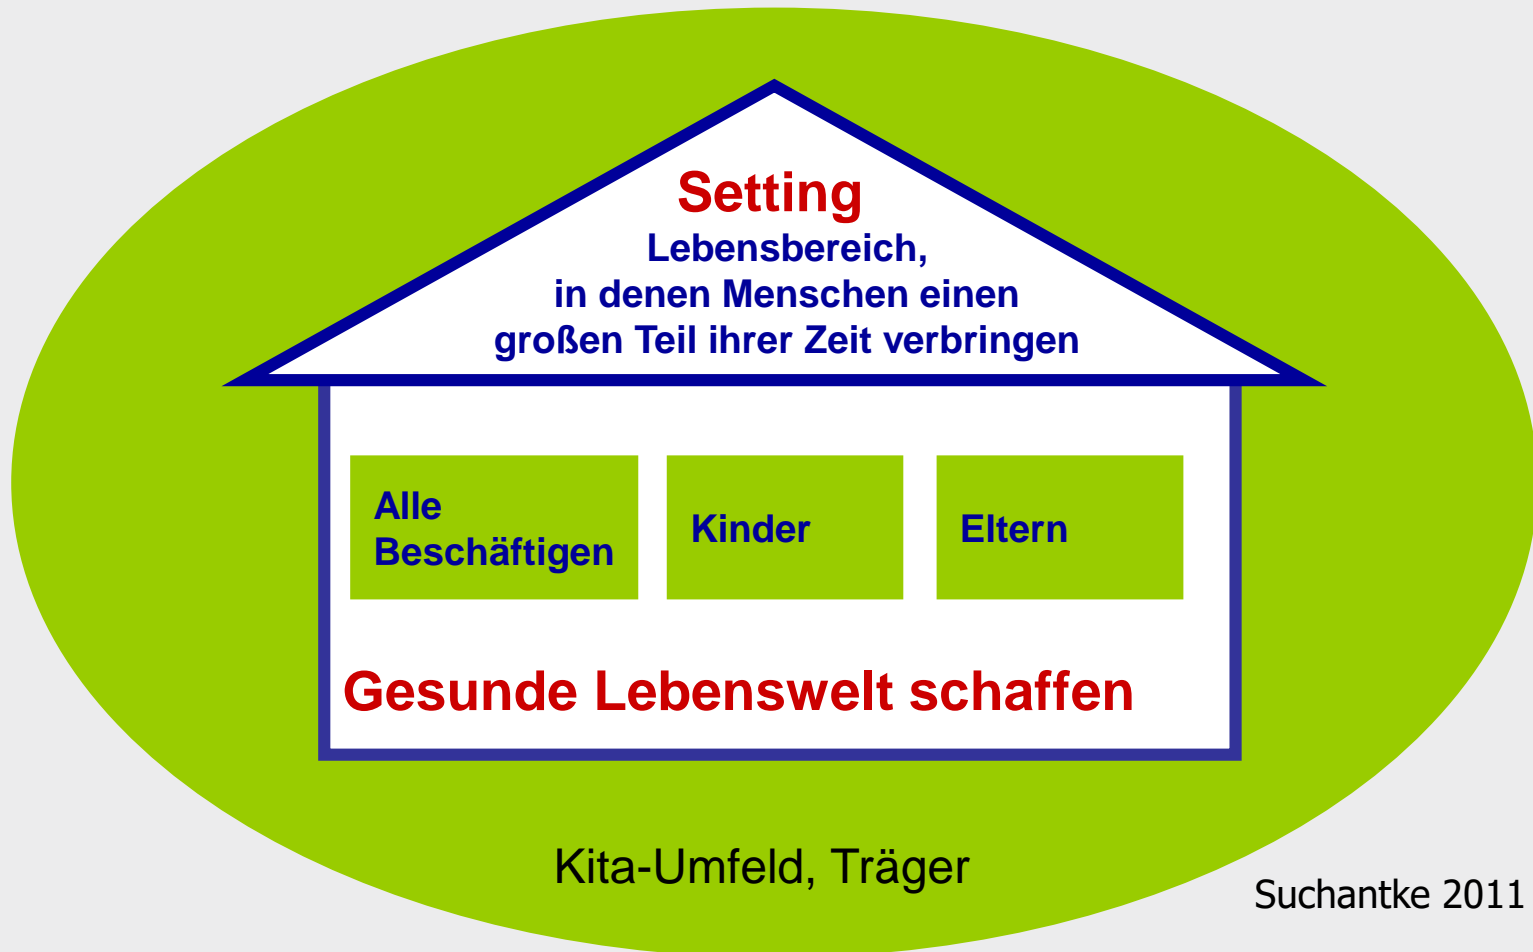 Setting
Lebensbereich,
in denen Menschen einen
großen Teil ihrer Zeit verbringen
Alle
Beschäftigen
Kinder
Eltern
Gesunde Lebenswelt schaffen
Kita-Umfeld, Träger
Suchantke 2011